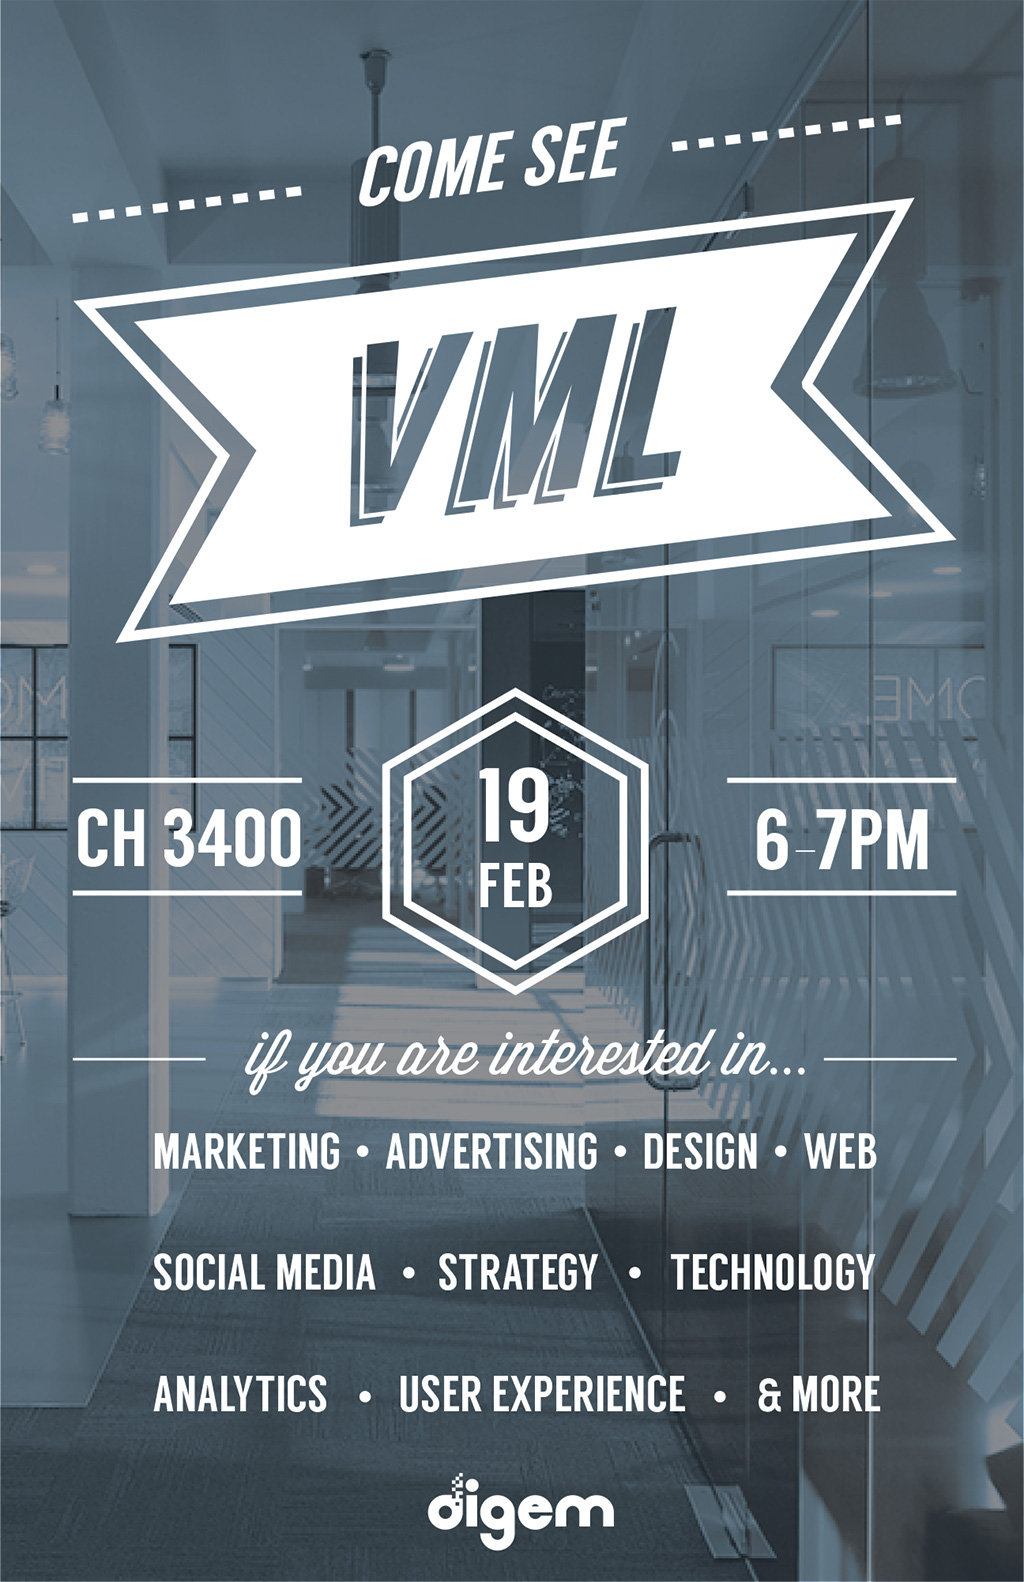 COME SEE
VML
CH 3400
19
FEB
6-7PM
if you are interested in...
MARKETING • ADVERTISING • DESIGN • WEB
SOCIAL MEDIA • STRATEGY • TECHNOLOGY
ANALYTICS • USER EXPERIENCE • & MORE
digem